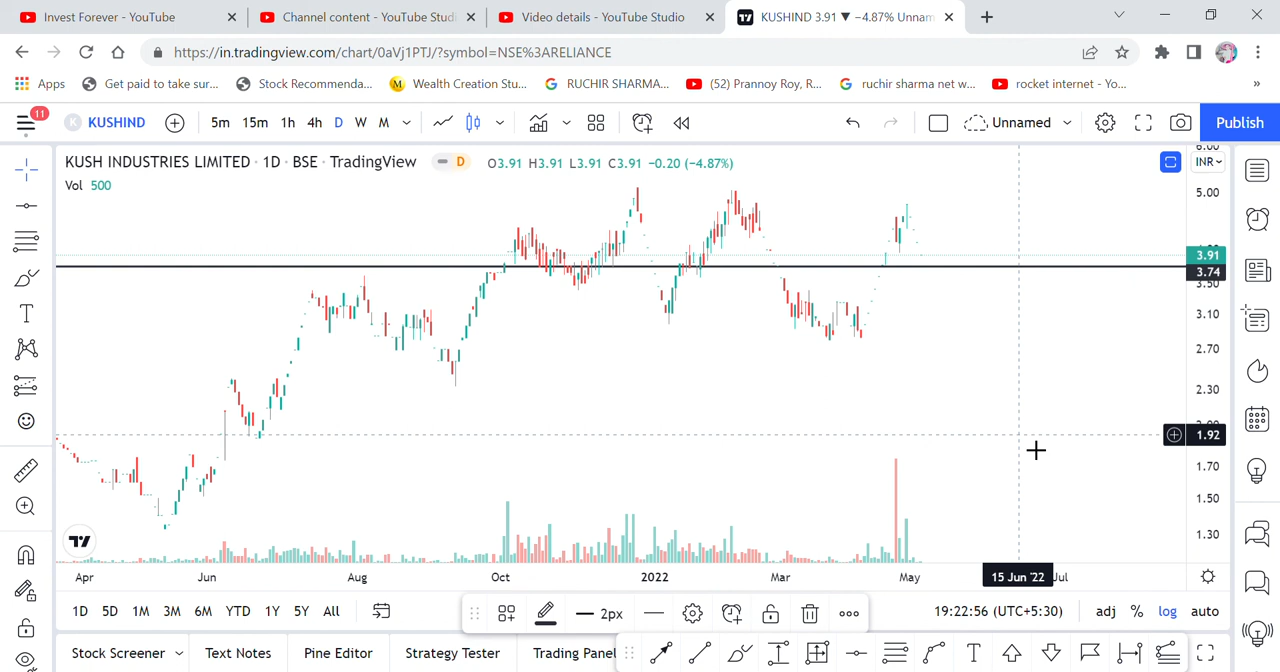 Invest Forever - YouTube
Channel content - YouTube Studi
Video details - YouTube Studio
KUSHIND 3.91 ▼ −4.87% Unnam
https://in.tradingview.com/chart/0aVj1PTJ/?symbol=NSE%3ARELIANCE
Apps
Get paid to take sur...
Stock Recommenda...
M
Wealth Creation Stu...
G
RUCHIR SHARMA...
(52) Prannoy Roy, R...
G
ruchir sharma net w...
rocket internet - Yo...
»
11
K
KUSHIND
5m 15m 1h 4h D W M
Unnamed
Publish
KUSH INDUSTRIES LIMITED · 1D · BSE · TradingView
D
O3.91 H3.91 L3.91 C3.91 −0.20 (−4.87%)
INR
Vol 500
6.00
5.00
3.91
3.74
3.50
3.10
2.70
2.30
1.92
1.70
1.50
1.30
T
Apr Jun Aug Oct 2022 Mar May 15 Jun '22 Jul
1D 5D 1M 3M 6M YTD 1Y 5Y All
2px
19:22:56 (UTC+5:30)
adj % log auto
Stock Screener
Text Notes
Pine Editor
Strategy Tester
Trading Panel
T